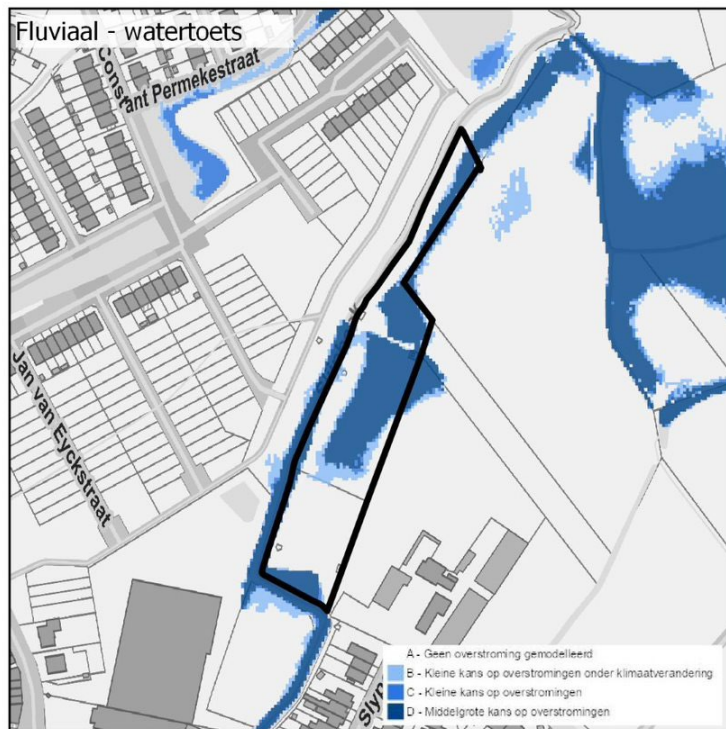 Fluviaal - watertoets
Constant Permekestraat
Jan van Eyckstraat
A - Geen overstroming gemodelleerd
B - Kleine kans op overstromingen onder klimaatverandering
C - Kleine kans op overstromingen
D - Middelgrote kans op overstromingen